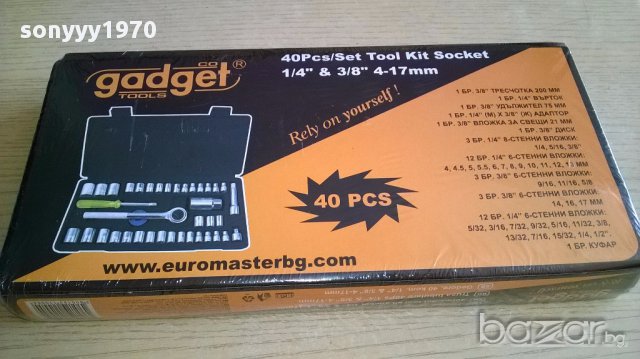 sonyyy1970
gadget®
CO
TOOLS
40Pcs/Set Tool Kit Socket
1/4" & 3/8" 4-17mm
Rely on yourself !
1 БР. 3/8" ТРЕСЧОТКА 200 ММ
1 БР. 1/4" ВЪРТОК
1 БР. 3/8" УДЪЛЖИТЕЛ 75 ММ
1 БР. 1/4" (М) X 3/8" (Ж) АДАПТОР
1 БР. 3/8" ВЛОЖКА ЗА СВЕЩИ 21 ММ
1 БР. 3/8" ДИСК
3 БР. 1/4" 8-СТЕННИ ВЛОЖКИ:
1/4, 5/16, 3/8"
12 БР. 1/4" 6-СТЕННИ ВЛОЖКИ:
4, 4.5, 5, 5.5, 6, 7, 8, 9, 10, 11, 12, 13 ММ
3 БР. 3/8" 6-СТЕННИ ВЛОЖКИ:
9/16, 11/16, 5/8
3 БР. 3/8" 6-СТЕННИ ВЛОЖКИ:
14, 16, 17 ММ
12 БР. 1/4" 6-СТЕННИ ВЛОЖКИ:
5/32, 3/16, 7/32, 9/32, 5/16, 11/32, 3/8,
13/32, 7/16, 15/32, 1/4, 1/2".
1 БР. КУФАР
40 PCS
www.euromasterbg.com
bazar.bg